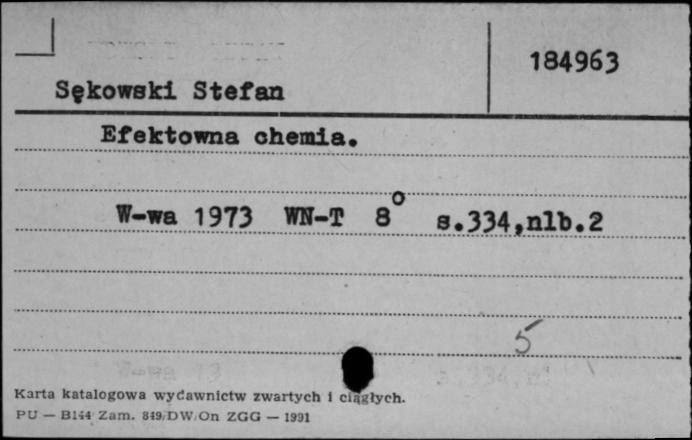 184963
Sękowski Stefan
Efektowna chemia.
W-wa 1973 WN-T 8° s.334,nlb.2
5
Karta katalogowa wydawnictw zwartych i ciągłych.
PU — B144 Zam. 849/DW/On ZGG — 1991